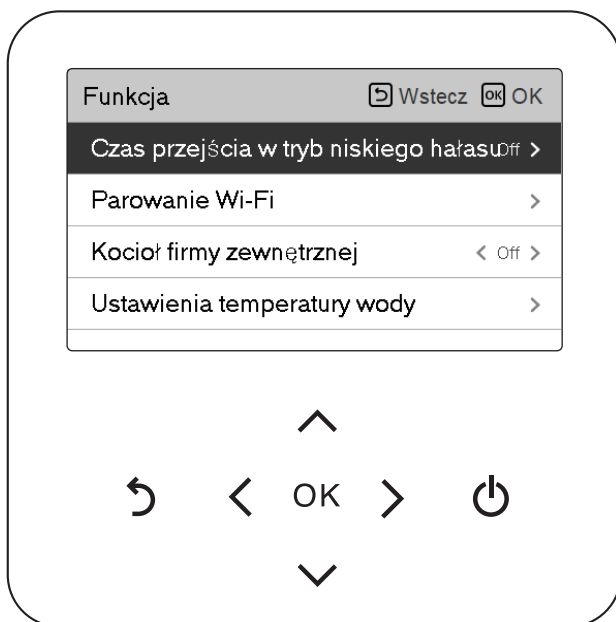 Funkcja Wstecz OK OK
Czas przejścia w tryb niskiego hałasu Off >
Parowanie Wi-Fi >
Kocioł firmy zewnętrznej < Off >
Ustawienia temperatury wody >
OK